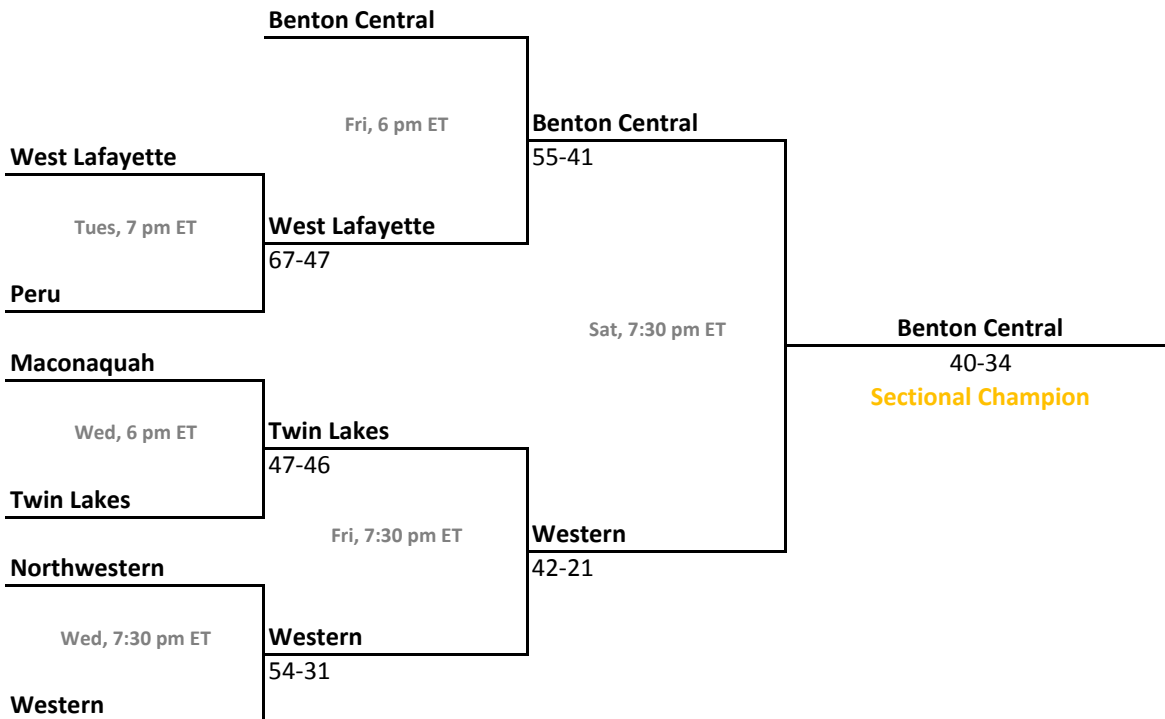 Benton Central
Fri, 6 pm ET
Benton Central
West Lafayette
55-41
Tues, 7 pm ET
West Lafayette
67-47
Peru
Sat, 7:30 pm ET
Benton Central
Maconaquah
40-34
Sectional Champion
Wed, 6 pm ET
Twin Lakes
47-46
Twin Lakes
Fri, 7:30 pm ET
Western
Northwestern
42-21
Wed, 7:30 pm ET
Western
54-31
Western